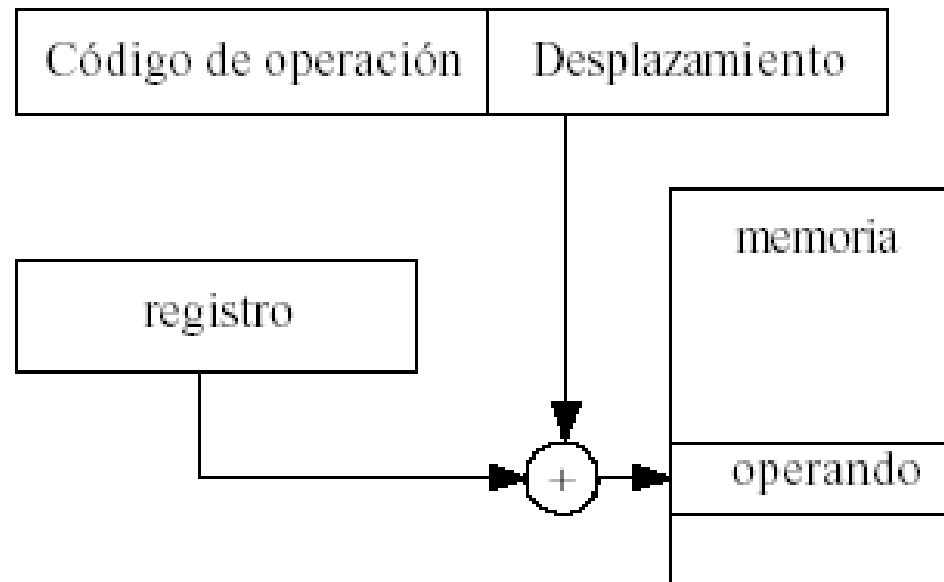 Código de operación
Desplazamiento
memoria
registro
+
operando